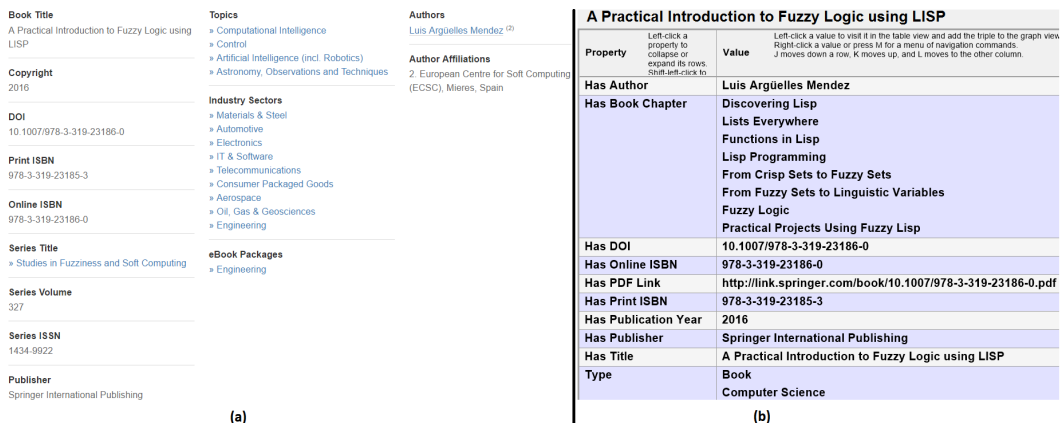 Book Title
A Practical Introduction to Fuzzy Logic using
LISP
Copyright
2016
DOI
10.1007/978-3-319-23186-0
Print ISBN
978-3-319-23185-3
Online ISBN
978-3-319-23186-0
Series Title
» Studies in Fuzziness and Soft Computing
Series Volume
327
Series ISSN
1434-9922
Publisher
Springer International Publishing
Topics
» Computational Intelligence
» Control
» Artificial Intelligence (incl. Robotics)
» Astronomy, Observations and Techniques
Industry Sectors
» Materials & Steel
» Automotive
» Electronics
» IT & Software
» Telecommunications
» Consumer Packaged Goods
» Aerospace
» Oil, Gas & Geosciences
» Engineering
eBook Packages
» Engineering
Authors
Luis Argüelles Mendez (2)
Author Affiliations
2. European Centre for Soft Computing
(ECSC), Mieres, Spain
(a)
A Practical Introduction to Fuzzy Logic using LISP
Property
Left-click a
property to
collapse or
expand its rows.
Shift-left-click to
Value
Left-click a value to visit it in the table view and add the triple to the graph view
Right-click a value or press M for a menu of navigation commands.
J moves down a row, K moves up, and L moves to the other column.
Has Author Luis Argüelles Mendez
Has Book Chapter Discovering Lisp
Lists Everywhere
Functions in Lisp
Lisp Programming
From Crisp Sets to Fuzzy Sets
From Fuzzy Sets to Linguistic Variables
Fuzzy Logic
Practical Projects Using Fuzzy Lisp
Has DOI 10.1007/978-3-319-23186-0
Has Online ISBN 978-3-319-23186-0
Has PDF Link http://link.springer.com/book/10.1007/978-3-319-23186-0.pdf
Has Print ISBN 978-3-319-23185-3
Has Publication Year 2016
Has Publisher Springer International Publishing
Has Title A Practical Introduction to Fuzzy Logic using LISP
Type Book
Computer Science
(b)